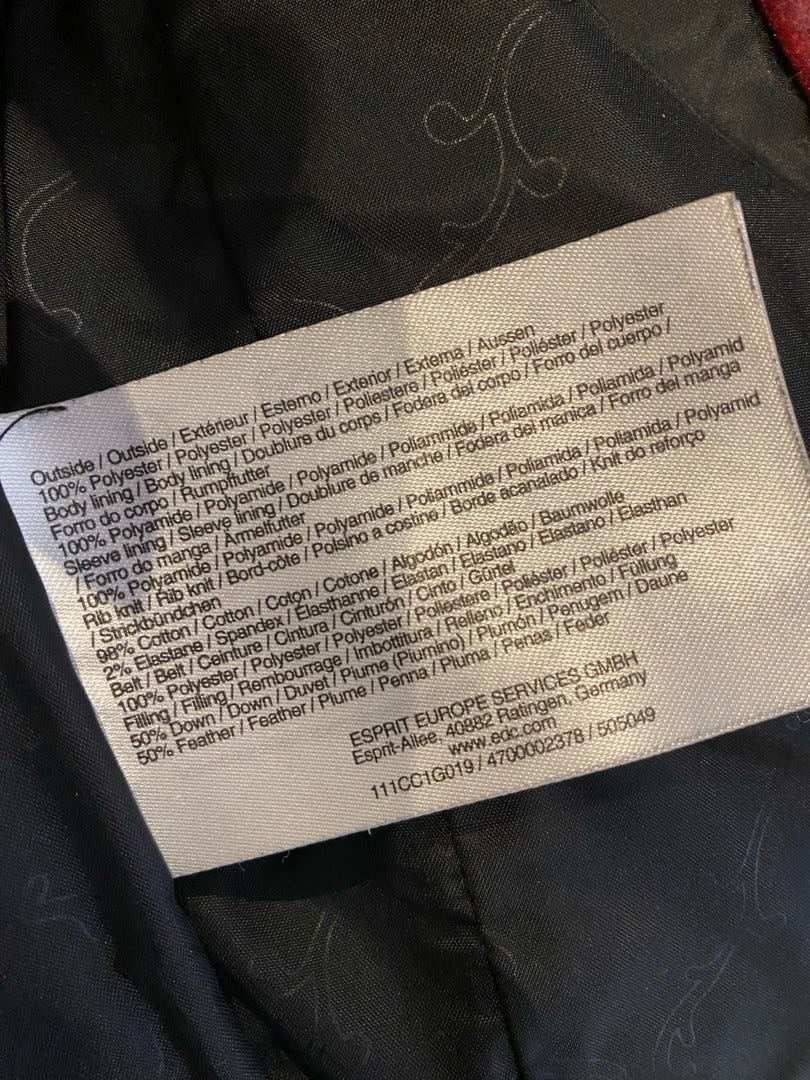 Outside / Outside / Extérieur / Esterno / Exterior / Externa / Aussen
100% Polyester / Polyester / Polyester / Poliestere / Poliéster / Poliéster / Polyester
Body lining / Body lining / Doublure du corps / Fodera del corpo / Forro del cuerpo /
Forro do corpo / Rumpffutter
100% Polyamide / Polyamide / Polyamide / Poliammide / Poliamida / Poliamida / Polyamid
Sleeve lining / Sleeve lining / Doublure de manche / Fodera del manica / Forro del manga
/ Forro do manga / Ärmelfutter
100% Polyamide / Polyamide / Polyamide / Poliammide / Poliamida / Poliamida / Polyamid
Rib knit / Rib knit / Bord-côte / Polsino a costine / Borde acanalado / Knit do reforço
/ Strickbündchen
98% Cotton / Cotton / Coton / Cotone / Algodón / Algodão / Baumwolle
2% Elastane / Spandex / Élasthanne / Elastan / Elastano / Elastano / Elasthan
Belt / Belt / Ceinture / Cintura / Cinturón / Cinto / Gürtel
100% Polyester / Polyester / Polyester / Poliestere / Poliéster / Poliéster / Polyester
Filling / Filling / Rembourrage / Imbottitura / Relleno / Enchimento / Füllung
50% Down / Down / Duvet / Piume (Piumino) / Plumón / Penugem / Daune
50% Feather / Feather / Plume / Penna / Pluma / Penas / Feder
ESPRIT EUROPE SERVICES GMBH
Esprit-Allee, 40882 Ratingen, Germany
www.edc.com
111CC1G019 / 4700002378 / 505049